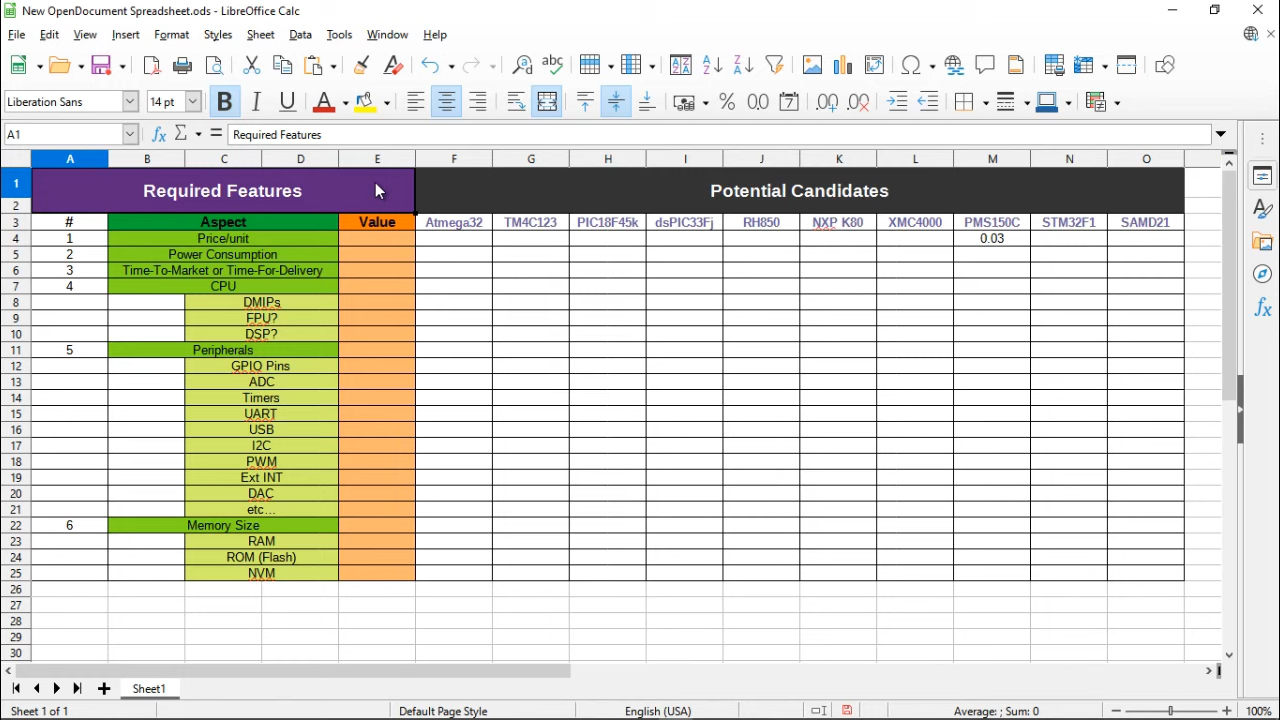 New OpenDocument Spreadsheet.ods - LibreOffice Calc
File Edit View Insert Format Styles Sheet Data Tools Window Help
Liberation Sans 14 pt
A1 Required Features
A B C D E F G H I J K L M N O
1 Required Features Potential Candidates
2
3 # Aspect Value Atmega32 TM4C123 PIC18F45k dsPIC33Fj RH850 NXP K80 XMC4000 PMS150C STM32F1 SAMD21
4 1 Price/unit 0.03
5 2 Power Consumption
6 3 Time-To-Market or Time-For-Delivery
7 4 CPU
8 DMIPs
9 FPU?
10 DSP?
11 5 Peripherals
12 GPIO Pins
13 ADC
14 Timers
15 UART
16 USB
17 I2C
18 PWM
19 Ext INT
20 DAC
21 etc...
22 6 Memory Size
23 RAM
24 ROM (Flash)
25 NVM
26
27
28
29
30
Sheet1
Sheet 1 of 1 Default Page Style English (USA) Average: ; Sum: 0 100%